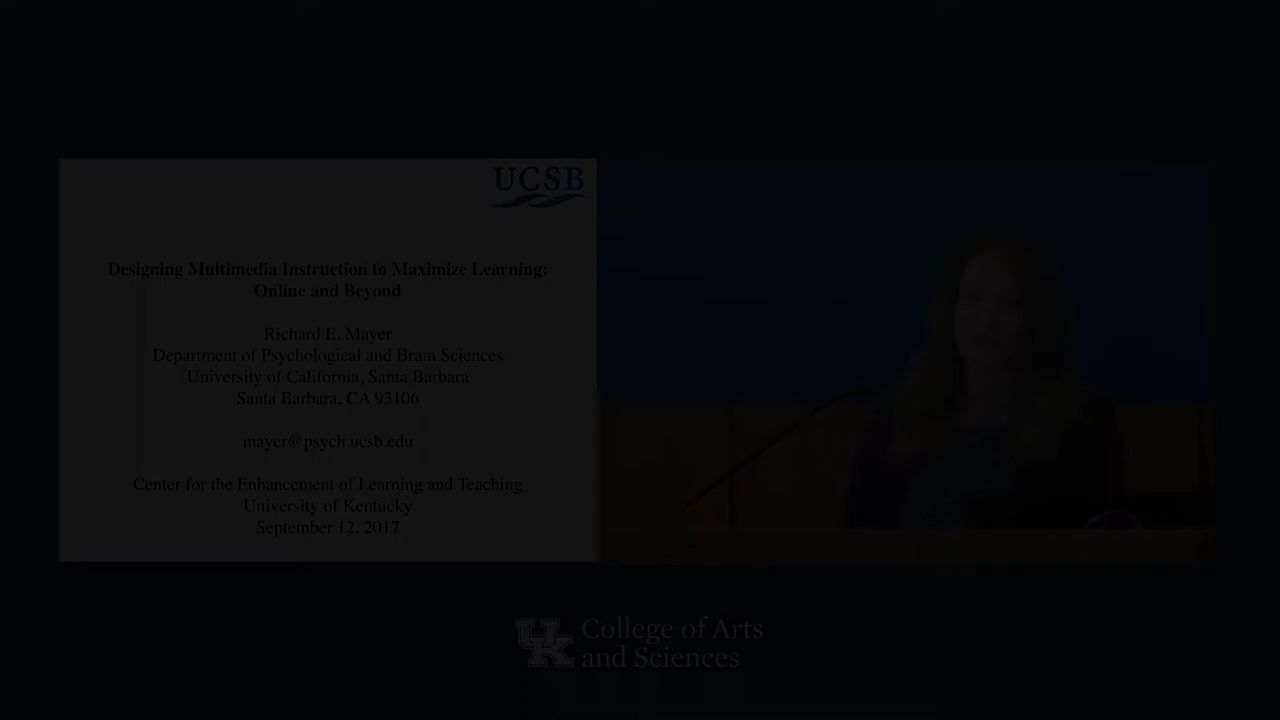 UCSB
Designing Multimedia Instruction to Maximize Learning:
Online and Beyond
Richard E. Mayer
Department of Psychological and Brain Sciences
University of California, Santa Barbara
Santa Barbara, CA 93106
mayer@psych.ucsb.edu
Center for the Enhancement of Learning and Teaching
University of Kentucky
September 12, 2017
UK College of Arts
and Sciences